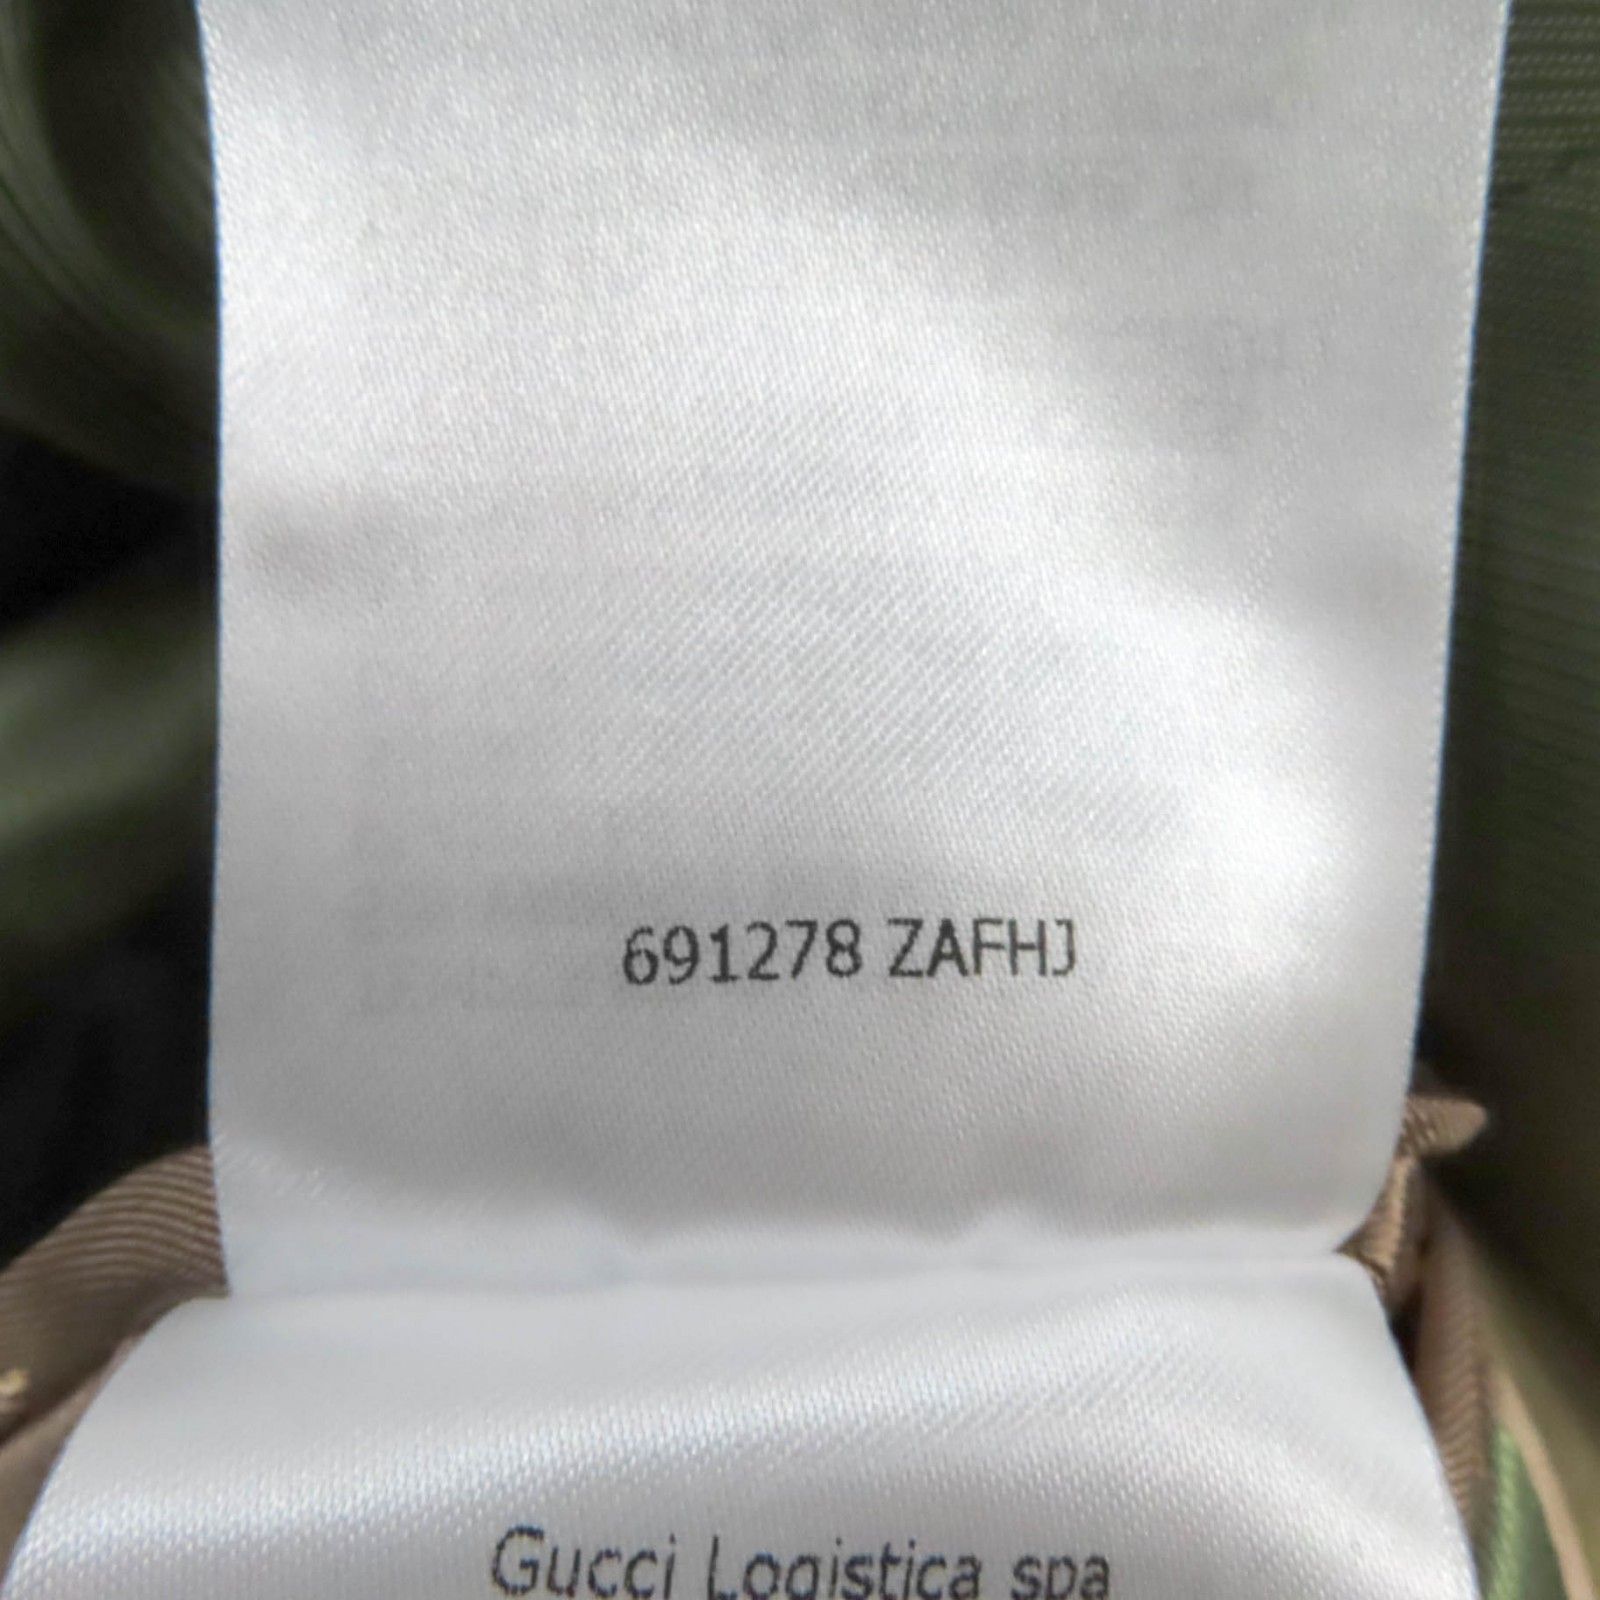 691278 ZAFHJ
Gucci Logistica spa